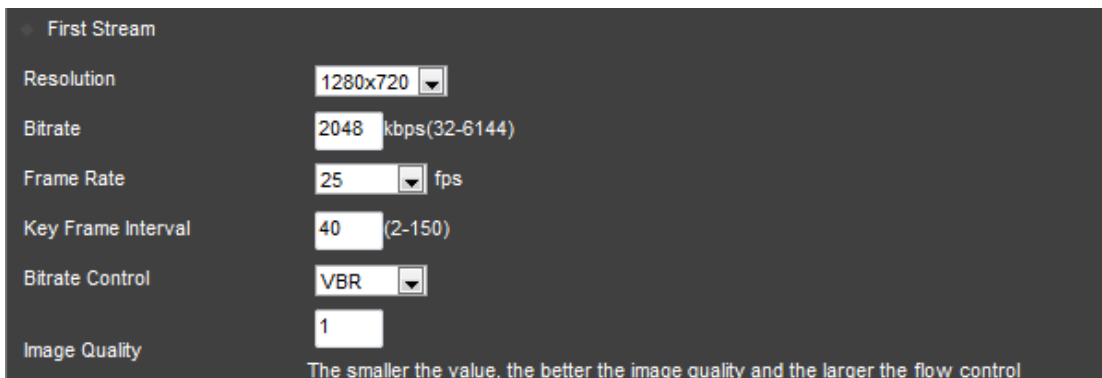 First Stream
Resolution 1280x720
Bitrate 2048 kbps(32-6144)
Frame Rate 25 fps
Key Frame Interval 40 (2-150)
Bitrate Control VBR
1
Image Quality
The smaller the value, the better the image quality and the larger the flow control